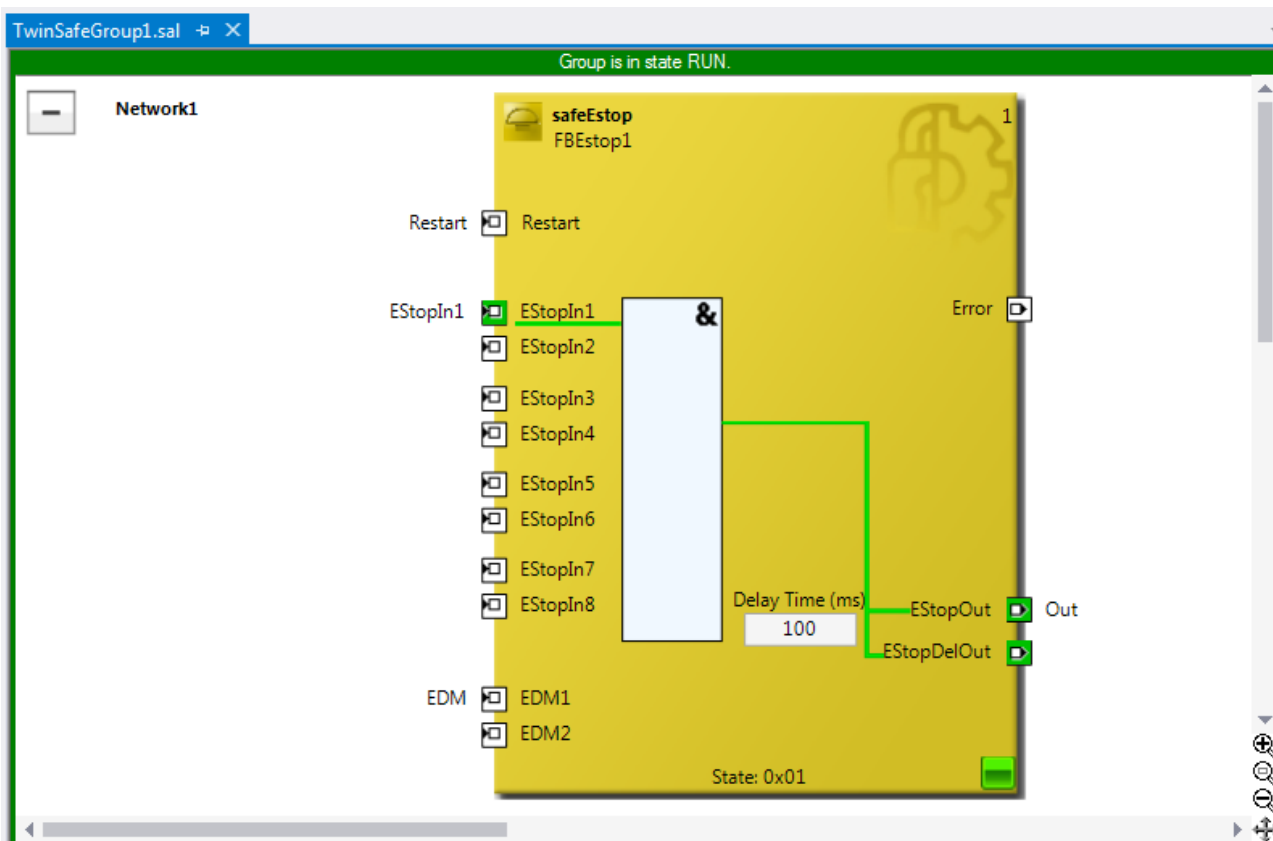 TwinSafeGroup1.sal
Group is in state RUN.
Network1
safeEstop
1
FBEstop1
Restart Restart
EStopIn1 EStopIn1 & Error
EStopIn2
EStopIn3
EStopIn4
EStopIn5
EStopIn6
EStopIn7
EStopIn8 Delay Time (ms) EStopOut Out
100
EStopDelOut
EDM EDM1
EDM2
State: 0x01